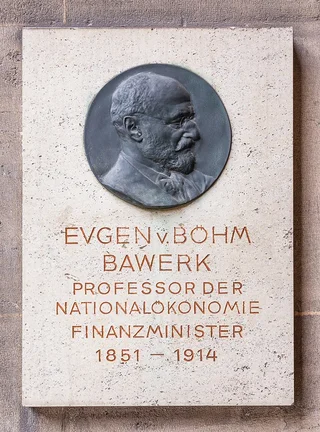 EVGEN v. BÖHM
BAWERK
PROFESSOR DER
NATIONALÖKONOMIE
FINANZMINISTER
1851 – 1914